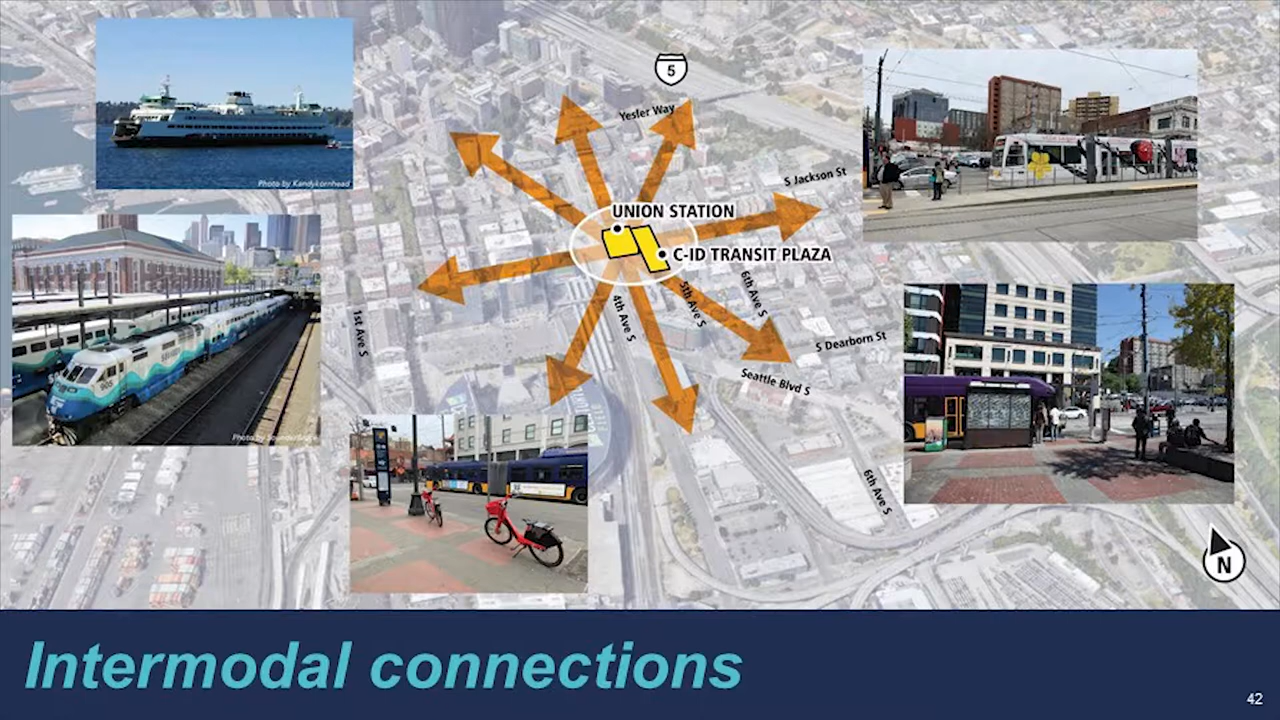 Photo by Kandykornhead
5
Yesler Way
S Jackson St
UNION STATION
C-ID TRANSIT PLAZA
1st Ave S
4th Ave S
5th Ave S
6th Ave S
S Dearborn St
Seattle Blvd S
6th Ave S
N
Intermodal connections
42